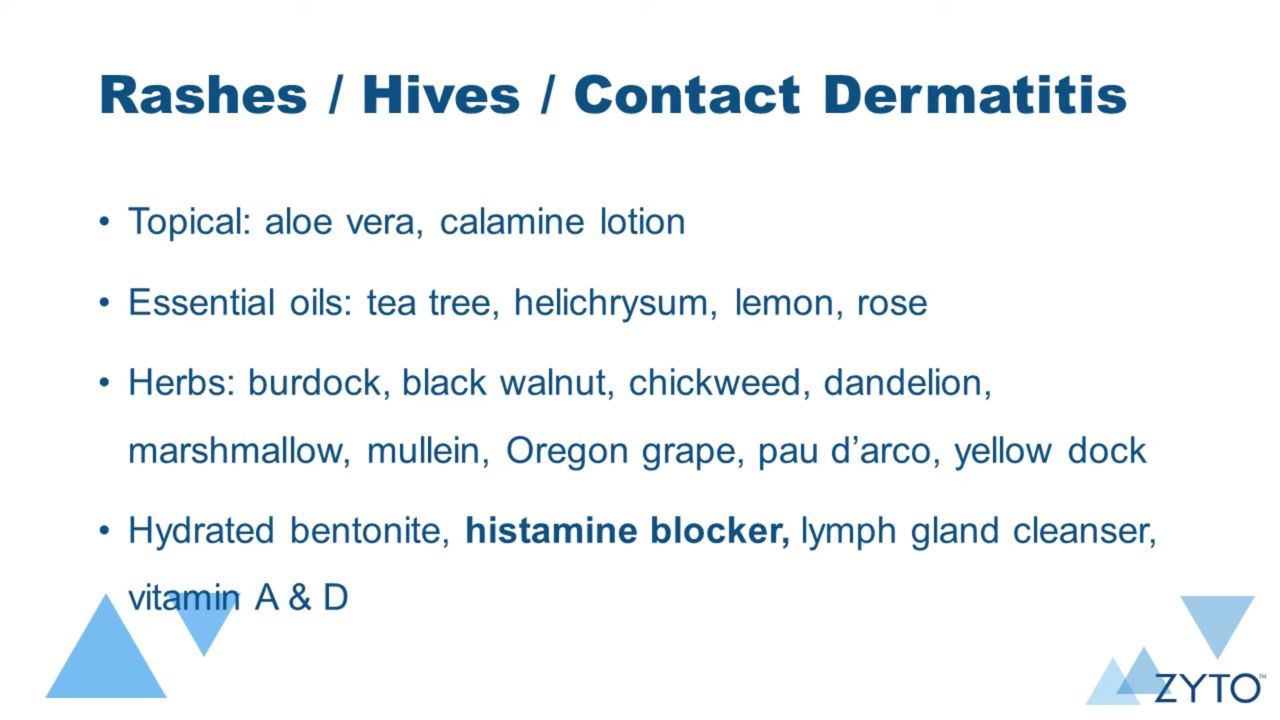 Rashes / Hives / Contact Dermatitis
• Topical: aloe vera, calamine lotion
• Essential oils: tea tree, helichrysum, lemon, rose
• Herbs: burdock, black walnut, chickweed, dandelion,
marshmallow, mullein, Oregon grape, pau d’arco, yellow dock
• Hydrated bentonite, histamine blocker, lymph gland cleanser,
vitamin A & D
ZYTO™